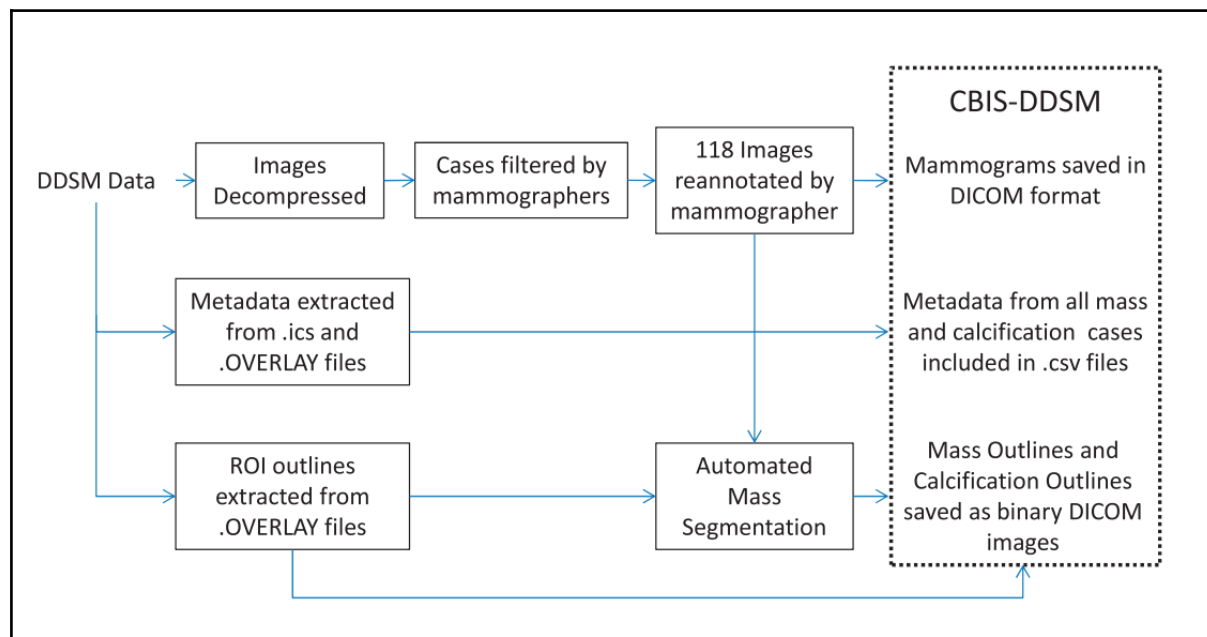 CBIS-DDSM
DDSM Data
Images
Decompressed
Cases filtered by
mammographers
118 Images
reannotated by
mammographer
Mammograms saved in
DICOM format
Metadata extracted
from .ics and
.OVERLAY files
Metadata from all mass
and calcification cases
included in .csv files
ROI outlines
extracted from
.OVERLAY files
Automated
Mass
Segmentation
Mass Outlines and
Calcification Outlines
saved as binary DICOM
images